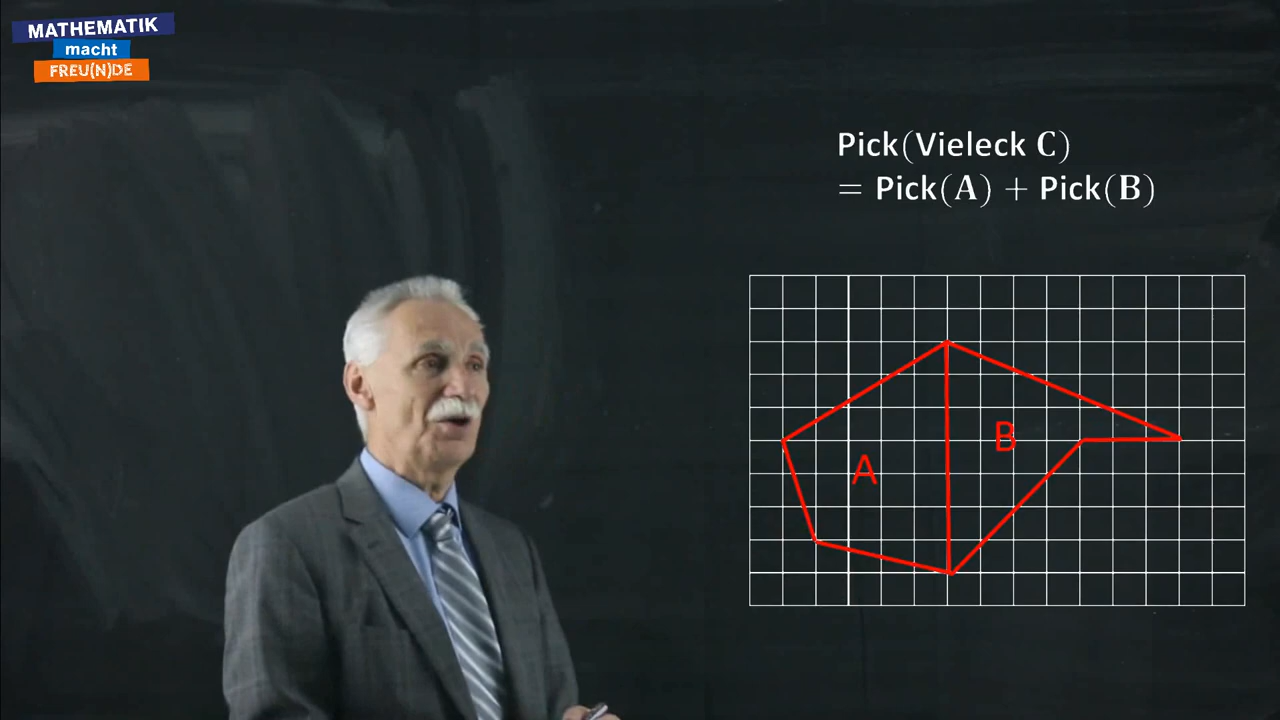 MATHEMATIK
macht
FREU(N)DE
Pick(Vieleck C)
= Pick(A) + Pick(B)
B
A